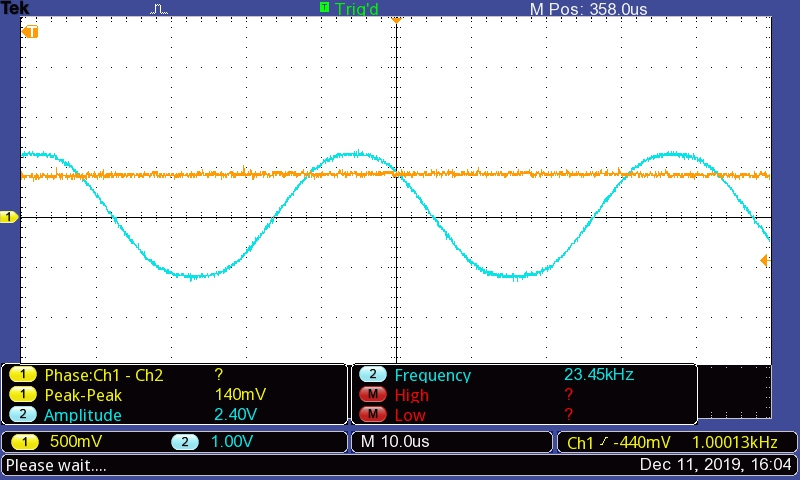 Tek T Trig'd M Pos: 358.0us
T
1
1 Phase:Ch1 - Ch2 ?
1 Peak-Peak 140mV
2 Amplitude 2.40V
2 Frequency 23.45kHz
M High ?
M Low ?
1 500mV 2 1.00V M 10.0us Ch1 -440mV 1.00013kHz
Please wait.... Dec 11, 2019, 16:04